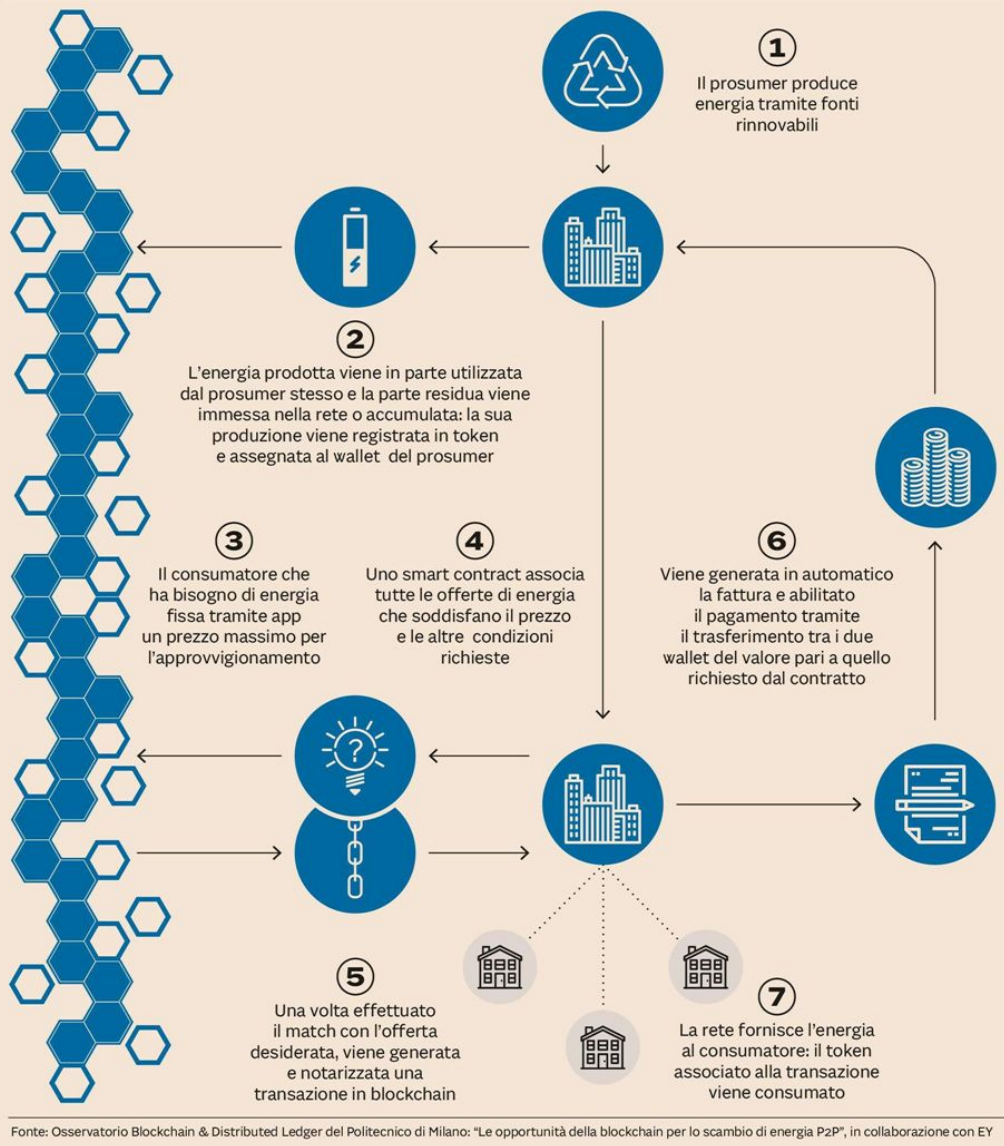 1
Il prosumer produce
energia tramite fonti
rinnovabili
2
L'energia prodotta viene in parte utilizzata
dal prosumer stesso e la parte residua viene
immessa nella rete o accumulata: la sua
produzione viene registrata in token
e assegnata al wallet del prosumer
3
Il consumatore che
ha bisogno di energia
fissa tramite app
un prezzo massimo per
l'approvvigionamento
4
Uno smart contract associa
tutte le offerte di energia
che soddisfano il prezzo
e le altre condizioni
richieste
6
Viene generata in automatico
la fattura e abilitato
il pagamento tramite
il trasferimento tra i due
wallet del valore pari a quello
richiesto dal contratto
?
5
Una volta effettuato
il match con l'offerta
desiderata, viene generata
e notarizzata una
transazione in blockchain
7
La rete fornisce l'energia
al consumatore: il token
associato alla transazione
viene consumato
Fonte: Osservatorio Blockchain & Distributed Ledger del Politecnico di Milano: "Le opportunità della blockchain per lo scambio di energia P2P", in collaborazione con EY